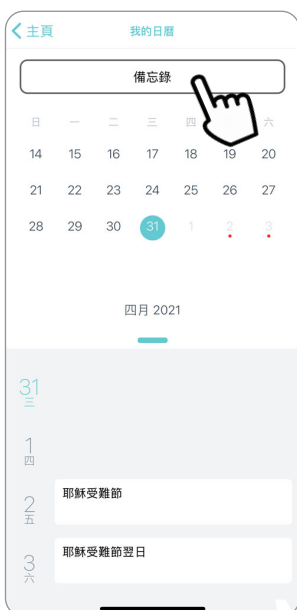 主頁 我的日曆
備忘錄
日 一 二 三 四 六
14 15 16 17 18 19 20
21 22 23 24 25 26 27
28 29 30 31 1 2 3
四月 2021
31
三
1
四
2 耶穌受難節
五
3 耶穌受難節翌日
六